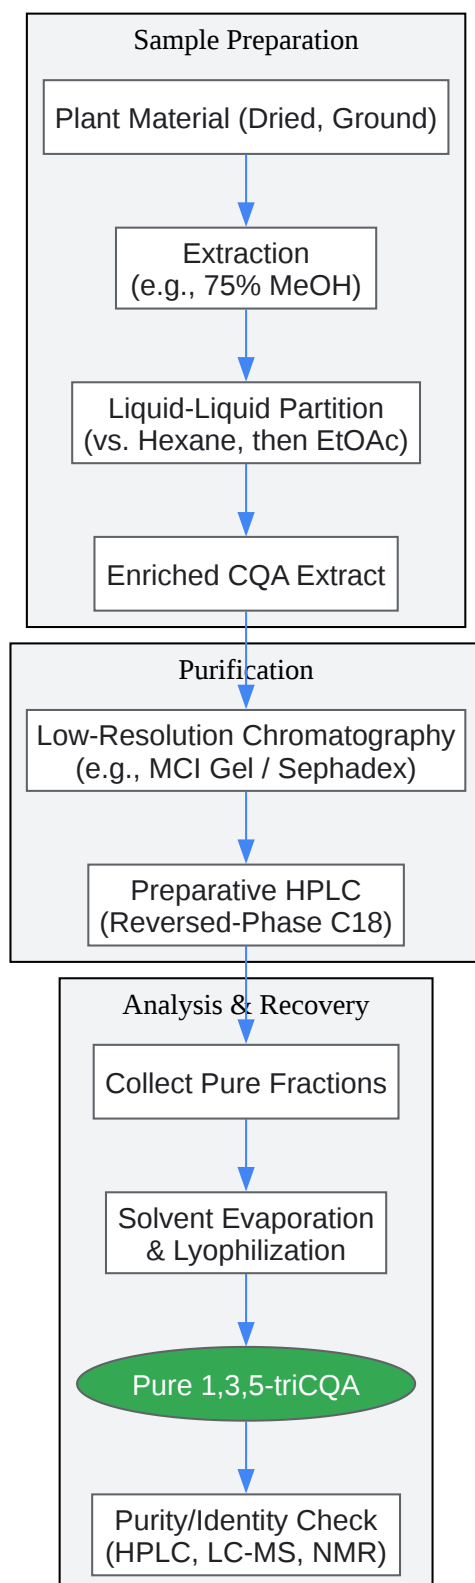 Sample Preparation
Plant Material (Dried, Ground)
Extraction
(e.g., 75% MeOH)
Liquid-Liquid Partition
(vs. Hexane, then EtOAc)
Enriched CQA Extract
Purification
Low-Resolution Chromatography
(e.g., MCI Gel / Sephadex)
Preparative HPLC
(Reversed-Phase C18)
Analysis & Recovery
Collect Pure Fractions
Solvent Evaporation
& Lyophilization
Pure 1,3,5-triCQA
Purity/Identity Check
(HPLC, LC-MS, NMR)